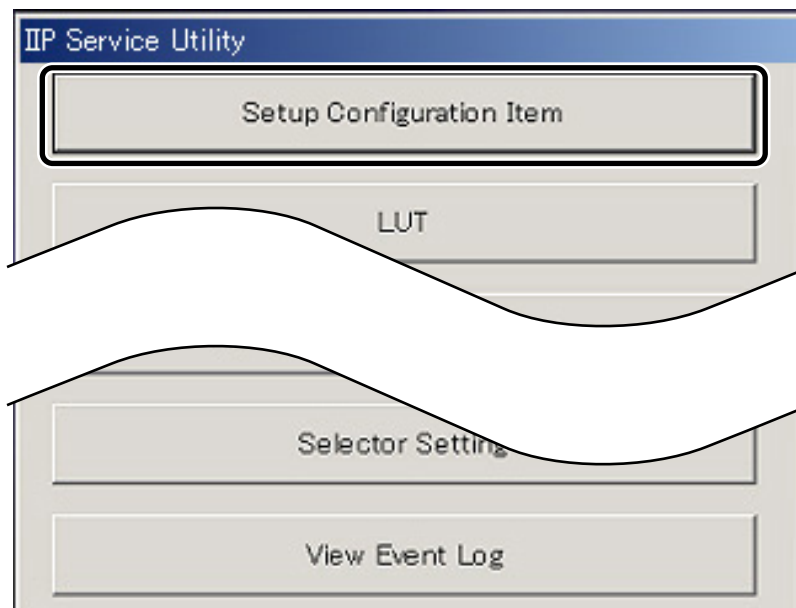 IIP Service Utility
Setup Configuration Item
LUT
Selector Setting
View Event Log